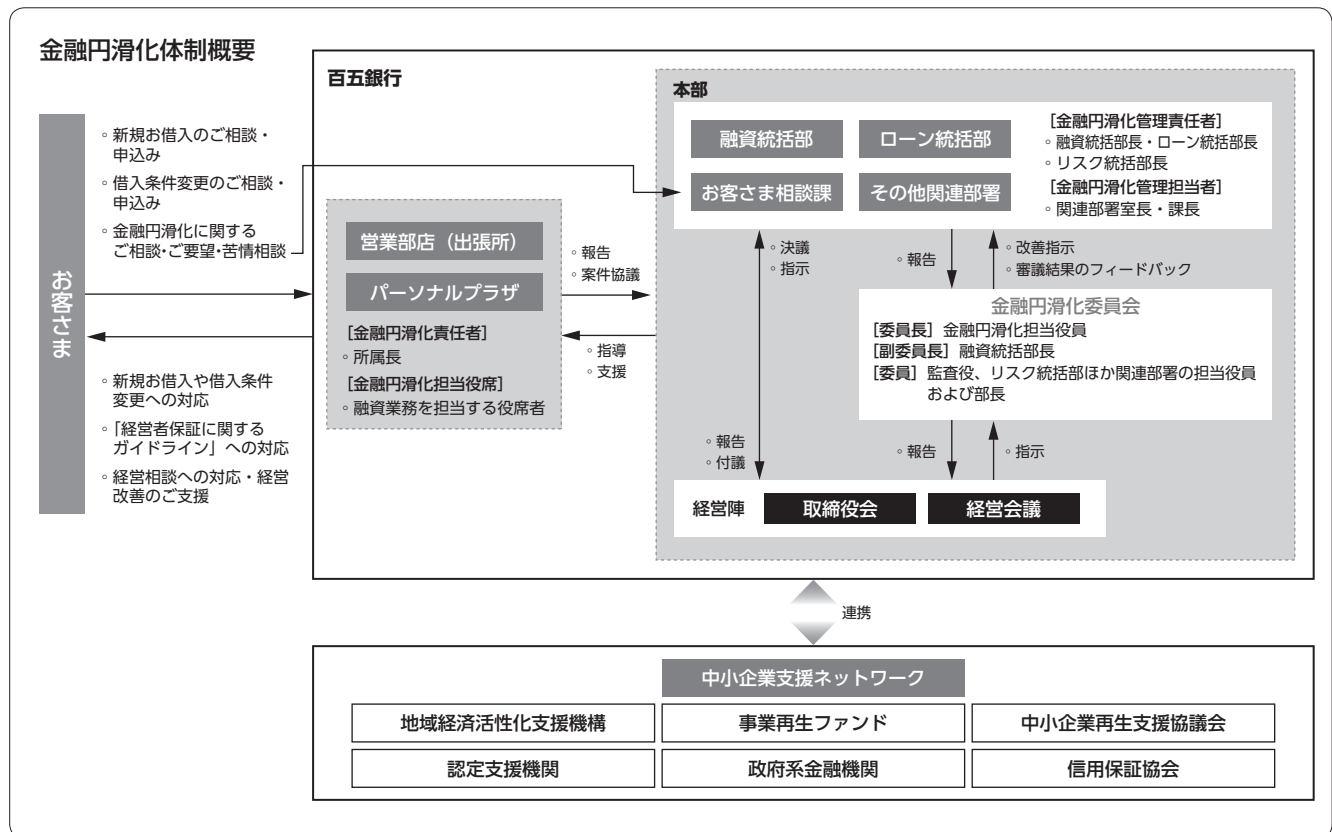 金融円滑化体制概要
お客さま
◦新規お借入のご相談・
申込み
◦借入条件変更のご相談・
申込み
◦金融円滑化に関する
ご相談・ご要望・苦情相談
◦新規お借入や借入条件
変更への対応
◦「経営者保証に関する
ガイドライン」への対応
◦経営相談への対応・経営
改善のご支援
百五銀行
営業部店（出張所）
パーソナルプラザ
［金融円滑化責任者］
◦所属長
［金融円滑化担当役席］
◦融資業務を担当する役席者
◦報告
◦案件協議
◦指導
◦支援
本部
融資統括部
ローン統括部
お客さま相談課
その他関連部署
［金融円滑化管理責任者］
◦融資統括部長・ローン統括部長
◦リスク統括部長
［金融円滑化管理担当者］
◦関連部署室長・課長
◦決議
◦指示
◦報告
◦改善指示
◦審議結果のフィードバック
金融円滑化委員会
［委員長］金融円滑化担当役員
［副委員長］融資統括部長
［委員］監査役、リスク統括部ほか関連部署の担当役員
および部長
◦報告
◦付議
◦報告
◦指示
経営陣
取締役会
経営会議
連携
中小企業支援ネットワーク
地域経済活性化支援機構
事業再生ファンド
中小企業再生支援協議会
認定支援機関
政府系金融機関
信用保証協会